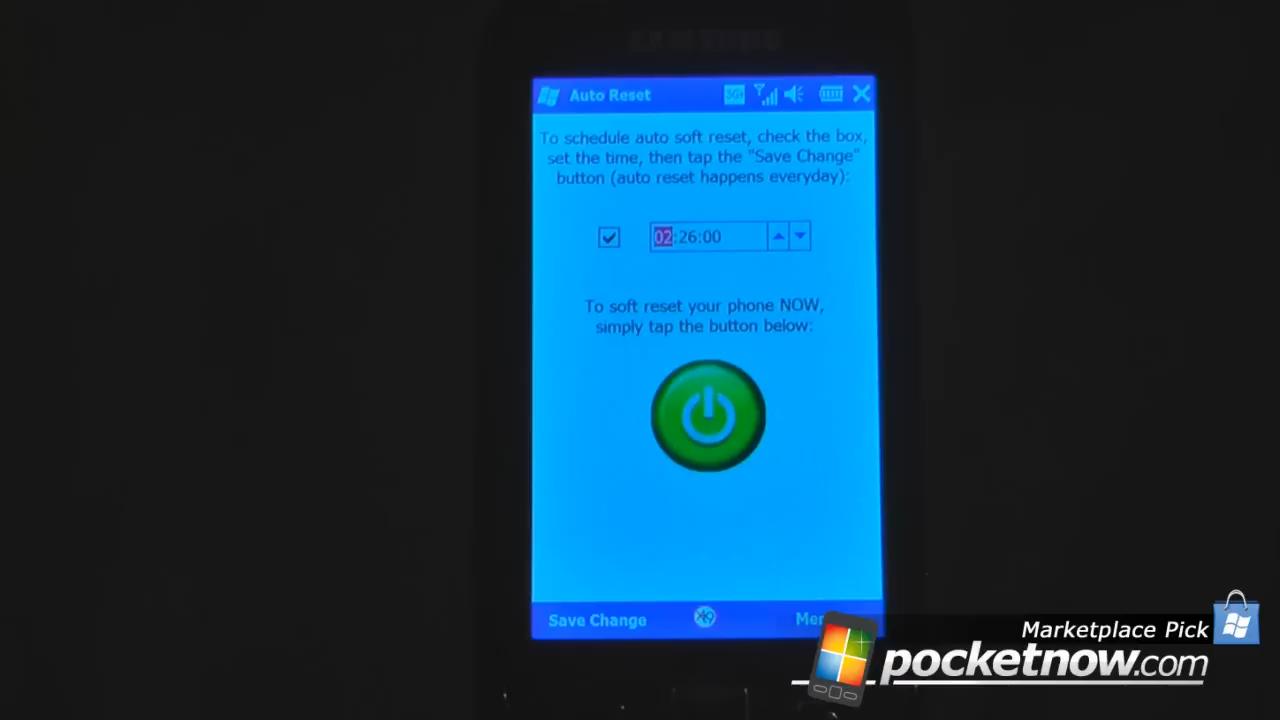 SAMSUNG
Auto Reset
3G+
To schedule auto soft reset, check the box,
set the time, then tap the "Save Change"
button (auto reset happens everyday):
02:26:00
To soft reset your phone NOW,
simply tap the button below:
Save Change
Marketplace Pick
pocketnow.com